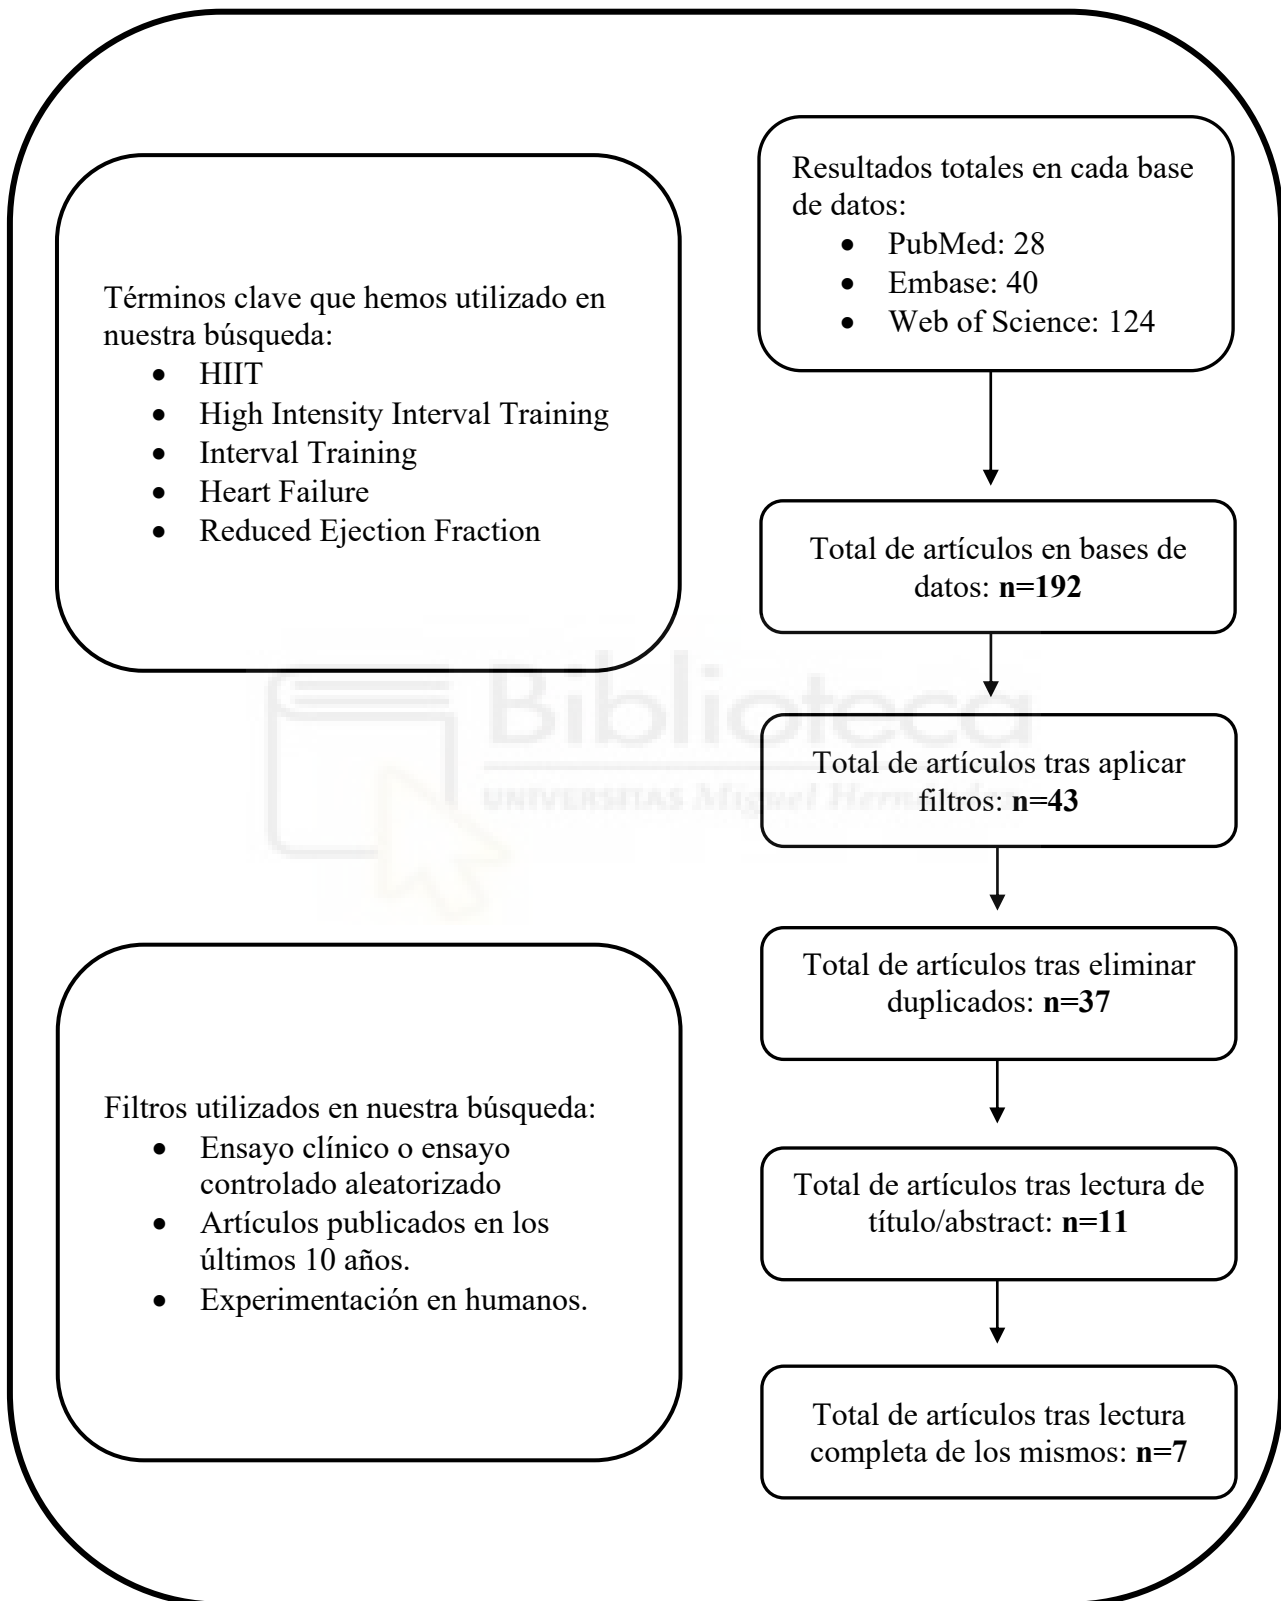 Términos clave que hemos utilizado en
nuestra búsqueda:
• HIIT
• High Intensity Interval Training
• Interval Training
• Heart Failure
• Reduced Ejection Fraction
Filtros utilizados en nuestra búsqueda:
• Ensayo clínico o ensayo
controlado aleatorizado
• Artículos publicados en los
últimos 10 años.
• Experimentación en humanos.
Resultados totales en cada base
de datos:
• PubMed: 28
• Embase: 40
• Web of Science: 124
Total de artículos en bases de
datos: n=192
Total de artículos tras aplicar
filtros: n=43
Total de artículos tras eliminar
duplicados: n=37
Total de artículos tras lectura de
título/abstract: n=11
Total de artículos tras lectura
completa de los mismos: n=7
Biblioteca
UNIVERSITAS Miguel Hernández